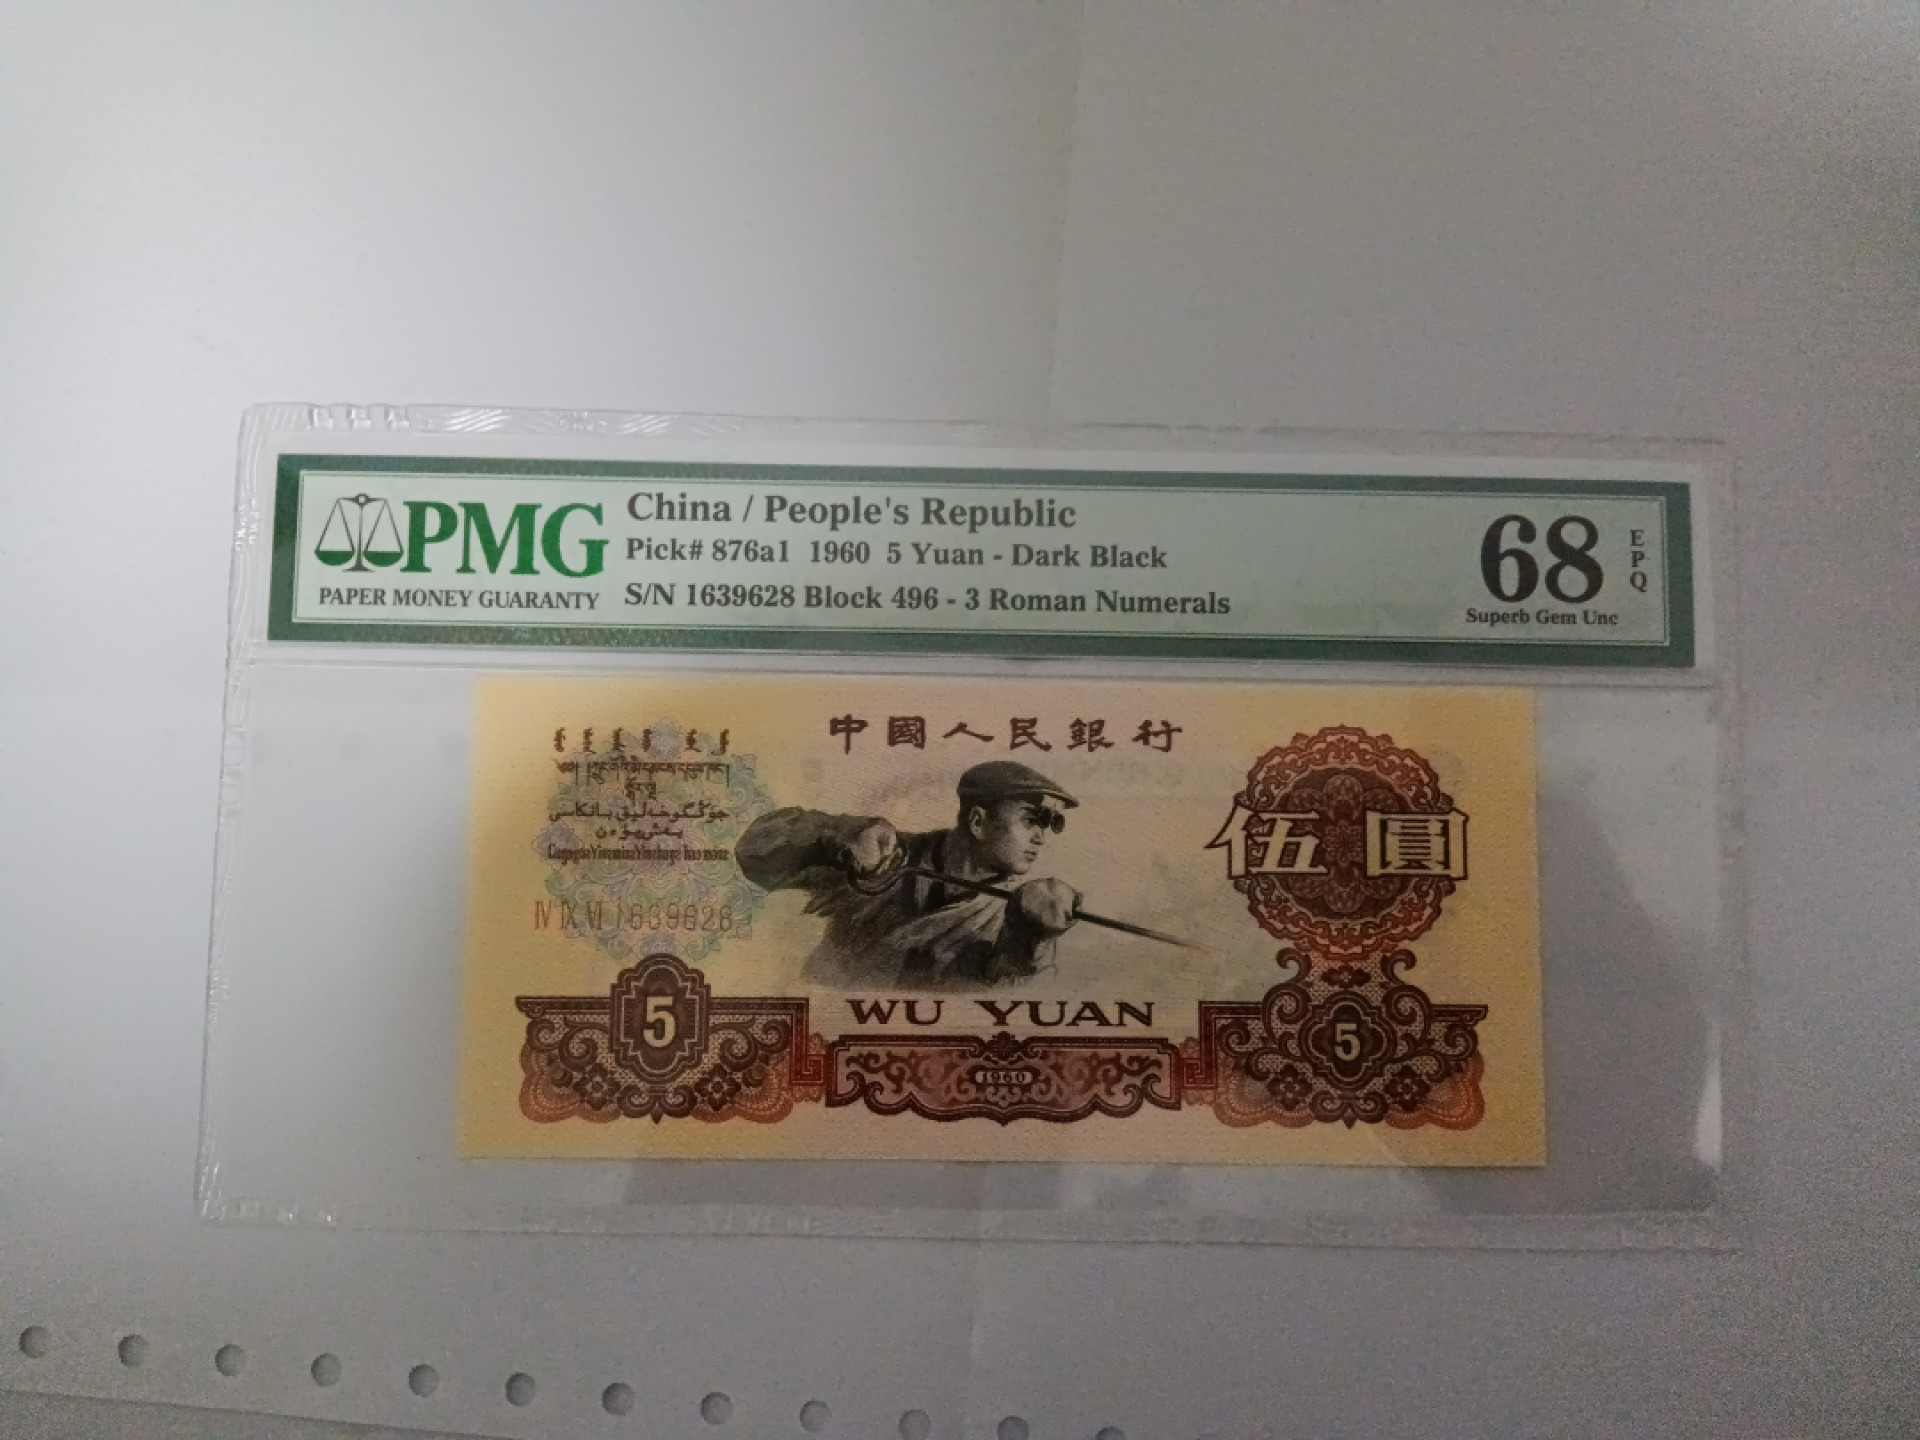 PMG
PAPER MONEY GUARANTY
China / People's Republic
Pick# 876a1 1960 5 Yuan - Dark Black
S/N 1639628 Block 496 - 3 Roman Numerals
68
EPQ
Superb Gem Unc
中國人民銀行
伍圓
IV IX VI 1639628
5
WU YUAN
5
1960